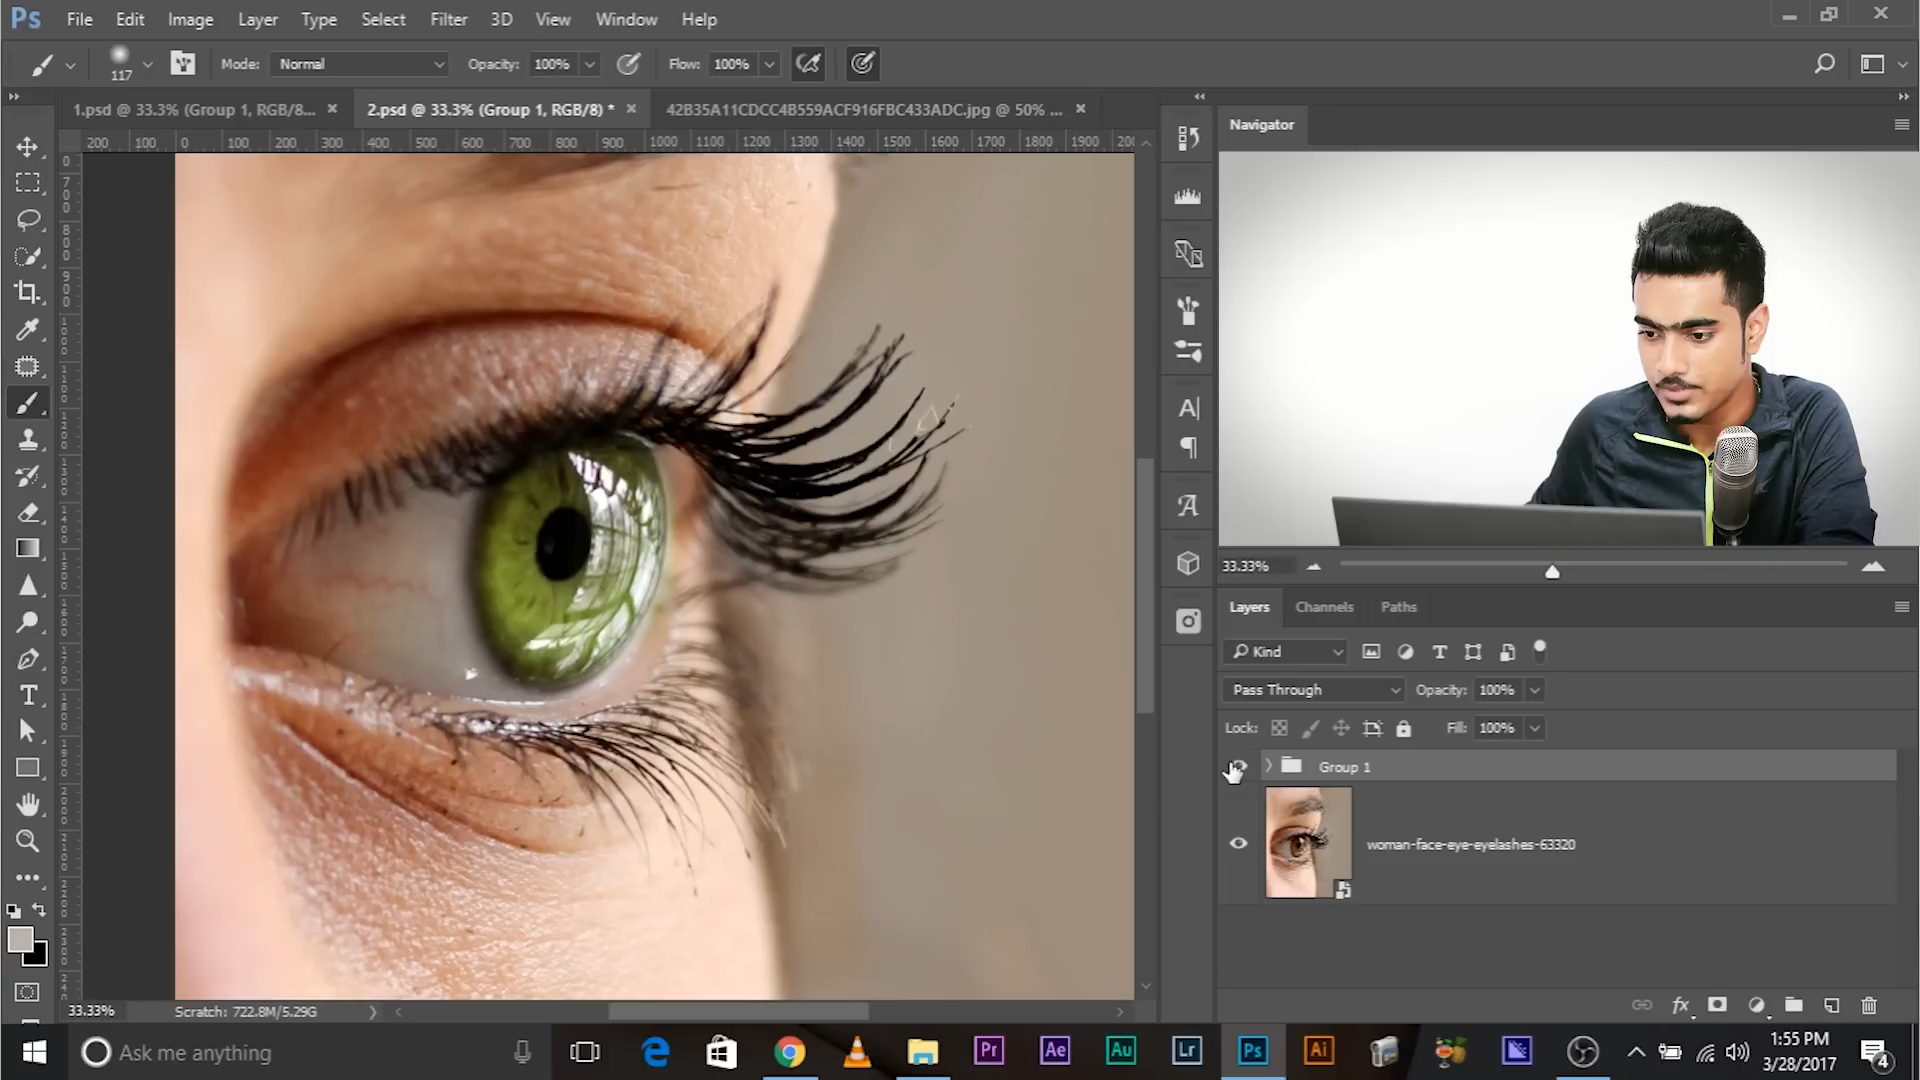 Ps File Edit Image Layer Type Select Filter 3D View Window Help
117 Mode: Normal Opacity: 100% Flow: 100%
1.psd @ 33.3% (Group 1, RGB/8... × 2.psd @ 33.3% (Group 1, RGB/8) * × 42B35A11CDCC4B559ACF916FBC433ADC.jpg @ 50% ... ×
Navigator
200 100 0 100 200 300 400 500 600 700 800 900 1000 1100 1200 1300 1400 1500 1600 1700 1800 1900
33.33%
Layers Channels Paths
Kind
Pass Through Opacity: 100%
Lock: Fill: 100%
Group 1
woman-face-eye-eyelashes-63320
33.33% Scratch: 722.8M/5.29G
fx
Ask me anything
Pr Ae Au Lr Ps Ai
1:55 PM
3/28/2017
4